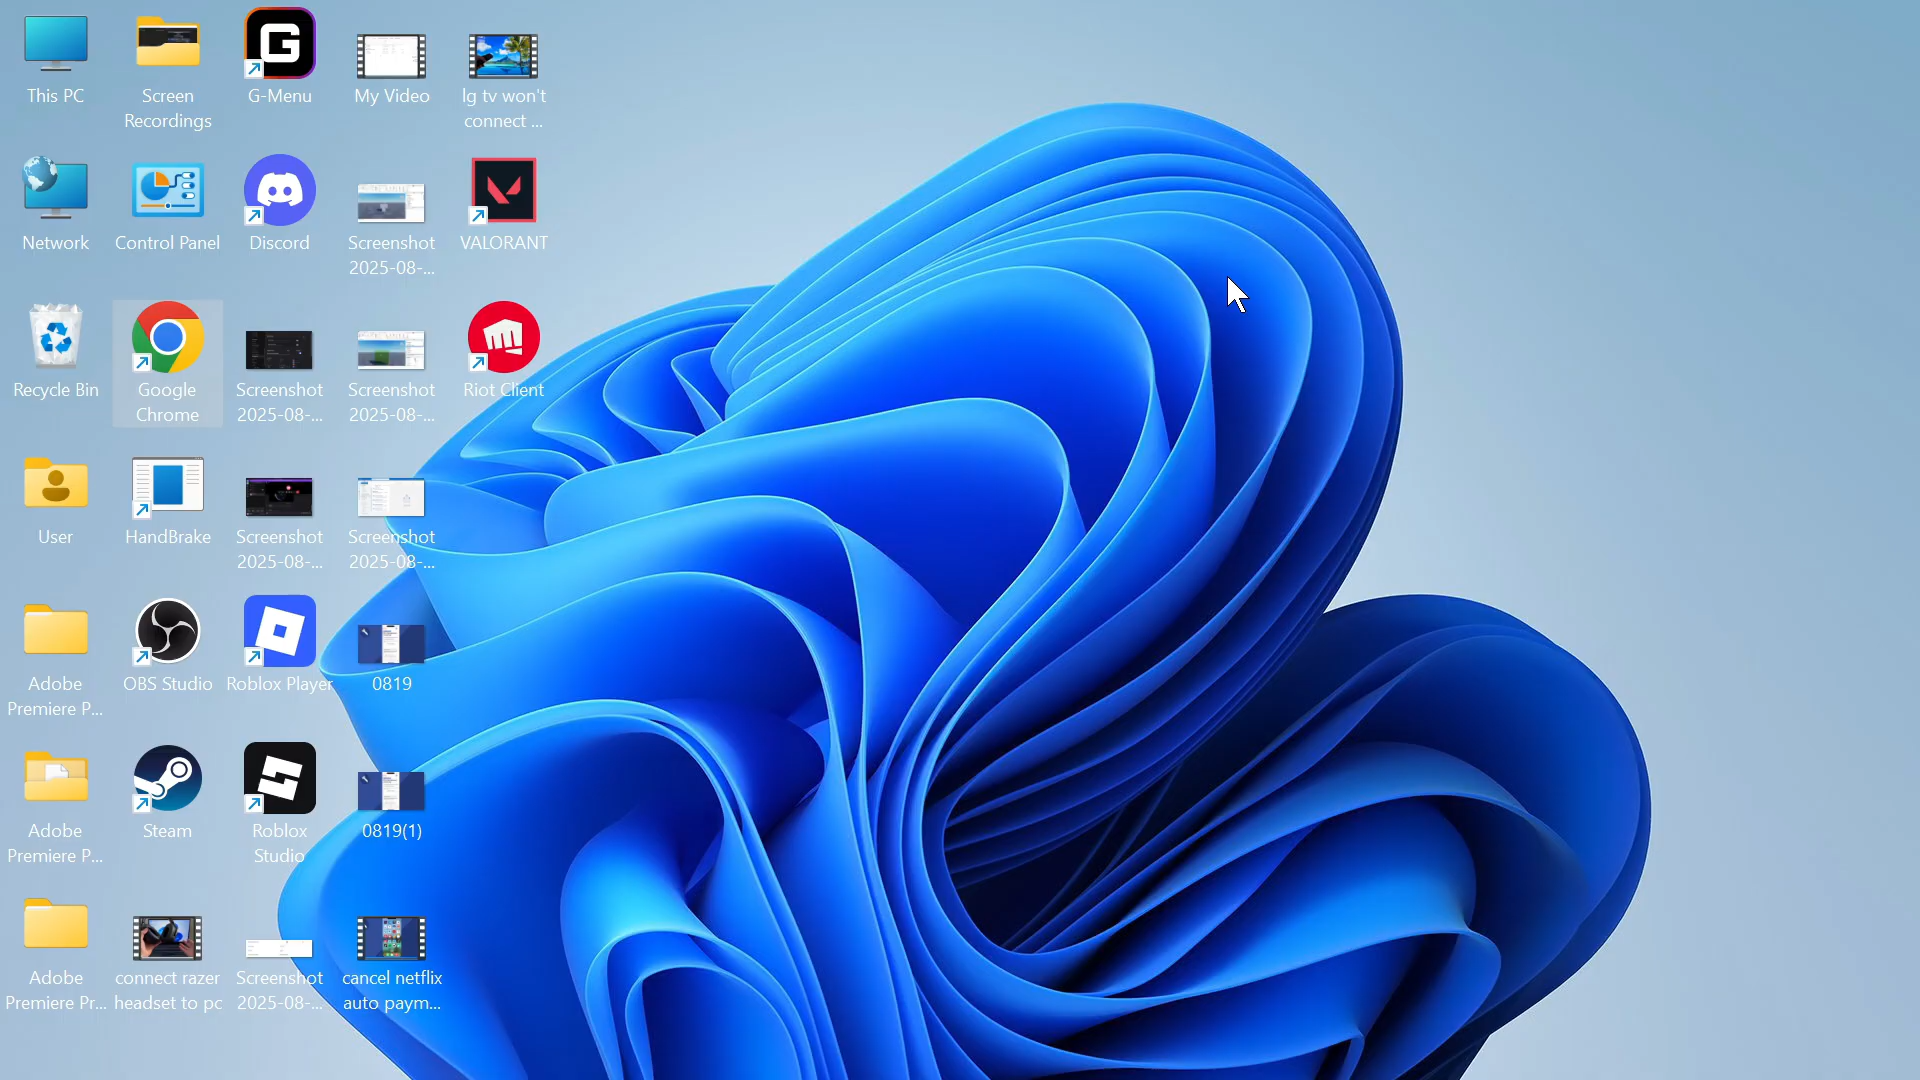 This PC
Screen
Recordings
G-Menu
My Video
lg tv won't
connect ...
Network
Control Panel
Discord
Screenshot
2025-08-...
VALORANT
Recycle Bin
Google
Chrome
Screenshot
2025-08-...
Screenshot
2025-08-...
Riot Client
User
HandBrake
Screenshot
2025-08-...
Screenshot
2025-08-...
Adobe
Premiere P...
OBS Studio
Roblox Player
0819
Adobe
Premiere P...
Steam
Roblox
Studio
0819(1)
Adobe
Premiere Pr...
connect razer
headset to pc
Screenshot
2025-08-...
cancel netflix
auto paym...